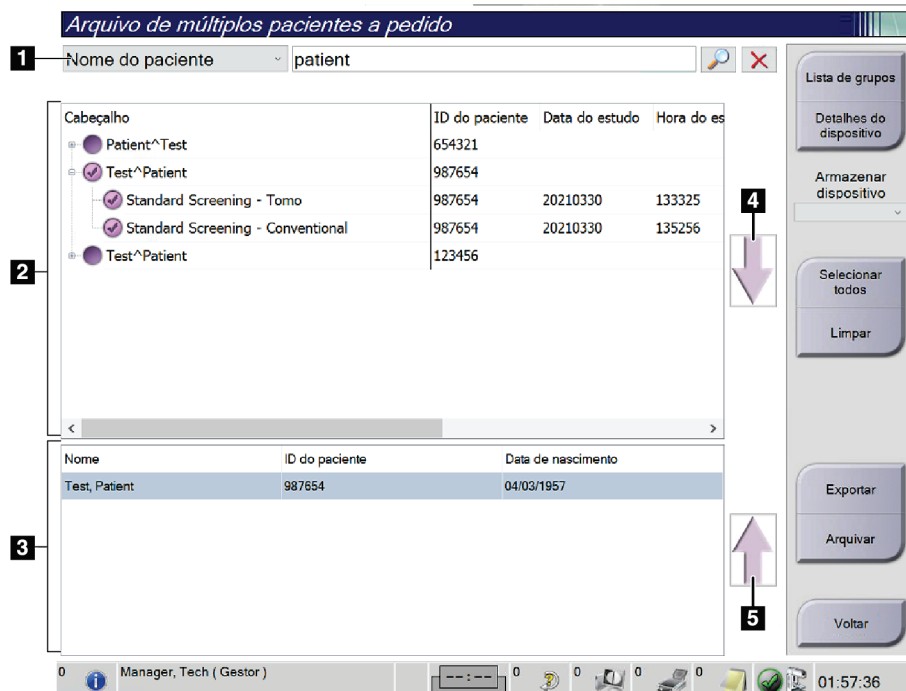 Arquivo de múltiplos pacientes a pedido
1
Nome do paciente
patient
Cabeçalho ID do paciente Data do estudo Hora do es
Patient^Test 654321
Test^Patient 987654
Standard Screening - Tomo 987654 20210330 133325
Standard Screening - Conventional 987654 20210330 135256
Test^Patient 123456
2
4
Nome ID do paciente Data de nascimento
Test, Patient 987654 04/03/1957
3
5
Lista de grupos
Detalhes do
dispositivo
Armazenar
dispositivo
Selecionar
todos
Limpar
Exportar
Arquivar
Voltar
0 Manager, Tech ( Gestor ) --:-- 0 0 0 0 01:57:36